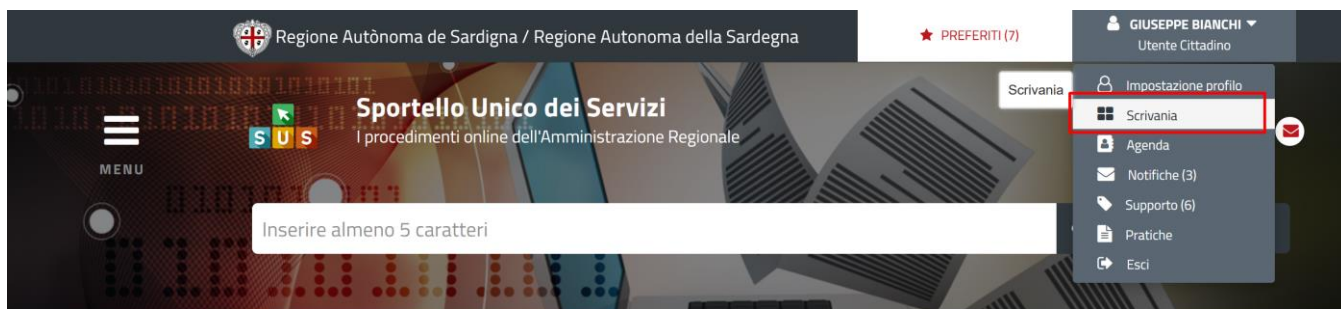 Regione Autònoma de Sardigna / Regione Autonoma della Sardegna
PREFERITI (7)
GIUSEPPE BIANCHI
Utente Cittadino
MENU
SUS
Sportello Unico dei Servizi
I procedimenti online dell'Amministrazione Regionale
Inserire almeno 5 caratteri
Scrivania
Impostazione profilo
Scrivania
Agenda
Notifiche (3)
Supporto (6)
Pratiche
Esci